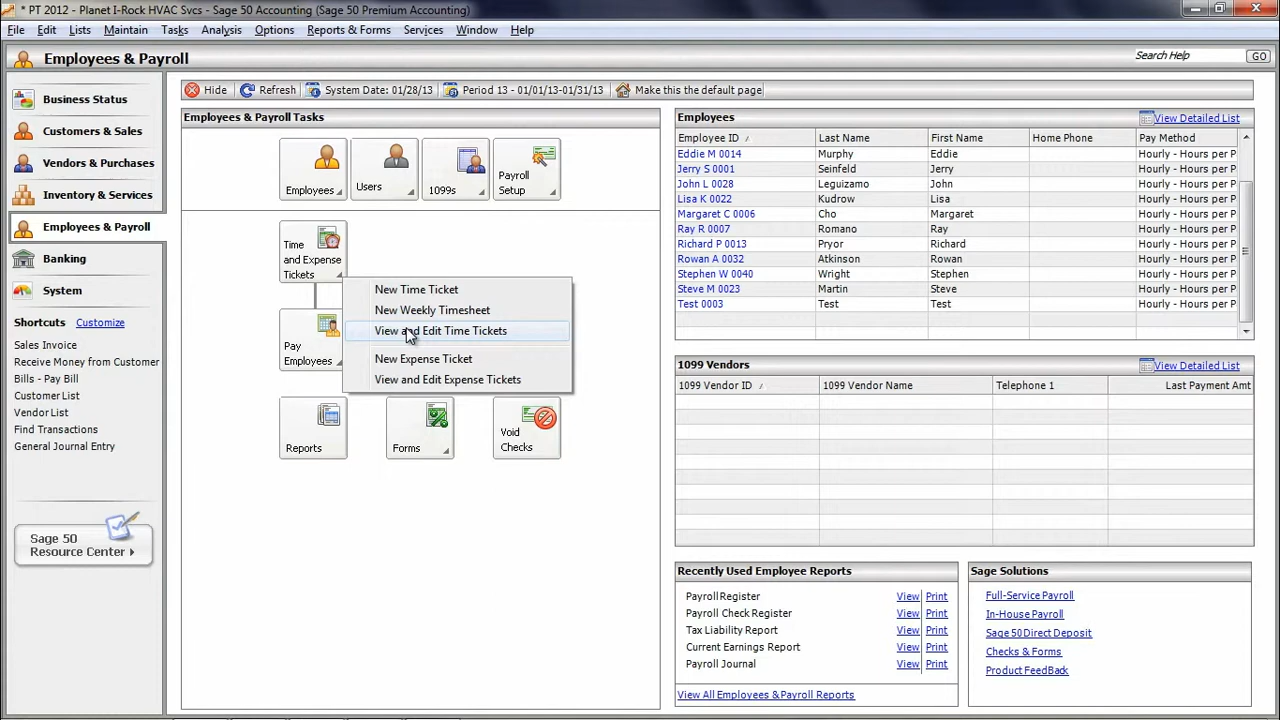 * PT 2012 - Planet I-Rock HVAC Svcs - Sage 50 Accounting (Sage 50 Premium Accounting)
File Edit Lists Maintain Tasks Analysis Options Reports & Forms Services Window Help
Employees & Payroll
Search Help GO
Hide Refresh System Date: 01/28/13 Period 13 - 01/01/13-01/31/13 Make this the default page
Business Status
Customers & Sales
Vendors & Purchases
Inventory & Services
Employees & Payroll
Banking
System
Shortcuts Customize
Sales Invoice
Receive Money from Customer
Bills - Pay Bill
Customer List
Vendor List
Find Transactions
General Journal Entry
Sage 50
Resource Center
Employees & Payroll Tasks
Employees
Users
1099s
Payroll
Setup
Time
and Expense
Tickets
New Time Ticket
New Weekly Timesheet
View and Edit Time Tickets
New Expense Ticket
View and Edit Expense Tickets
Pay
Employees
Reports
Forms
Void
Checks
Employees View Detailed List
Employee ID Last Name First Name Home Phone Pay Method
Eddie M 0014 Murphy Eddie Hourly - Hours per P
Jerry S 0001 Seinfeld Jerry Hourly - Hours per P
John L 0028 Leguizamo John Hourly - Hours per P
Lisa K 0022 Kudrow Lisa Hourly - Hours per P
Margaret C 0006 Cho Margaret Hourly - Hours per P
Ray R 0007 Romano Ray Hourly - Hours per P
Richard P 0013 Pryor Richard Hourly - Hours per P
Rowan A 0032 Atkinson Rowan Hourly - Hours per P
Stephen W 0040 Wright Stephen Hourly - Hours per P
Steve M 0023 Martin Steve Hourly - Hours per P
Test 0003 Test Test Hourly - Hours per P
1099 Vendors View Detailed List
1099 Vendor ID 1099 Vendor Name Telephone 1 Last Payment Amt
Recently Used Employee Reports
Payroll Register View Print
Payroll Check Register View Print
Tax Liability Report View Print
Current Earnings Report View Print
Payroll Journal View Print
View All Employees & Payroll Reports
Sage Solutions
Full-Service Payroll
In-House Payroll
Sage 50 Direct Deposit
Checks & Forms
Product FeedBack